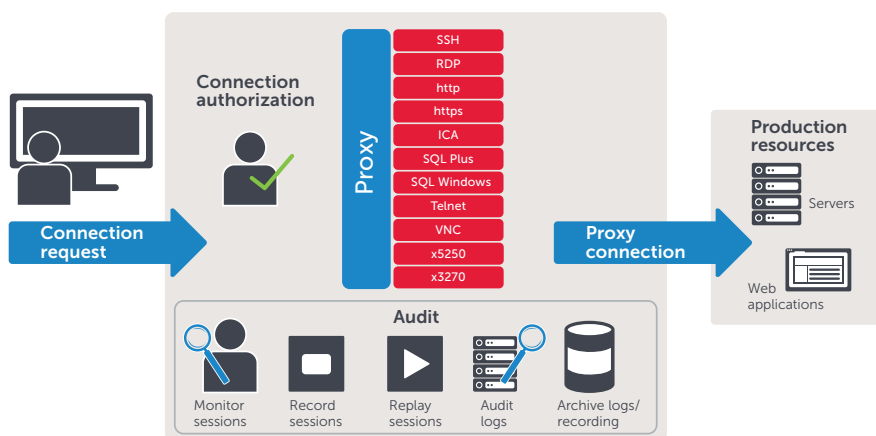 Connection
request
Connection
authorization
Proxy
SSH
RDP
http
https
ICA
SQL Plus
SQL Windows
Telnet
VNC
x5250
x3270
Proxy
connection
Production
resources
Servers
Web
applications
Audit
Monitor
sessions
Record
sessions
Replay
sessions
Audit
logs
Archive logs/
recording